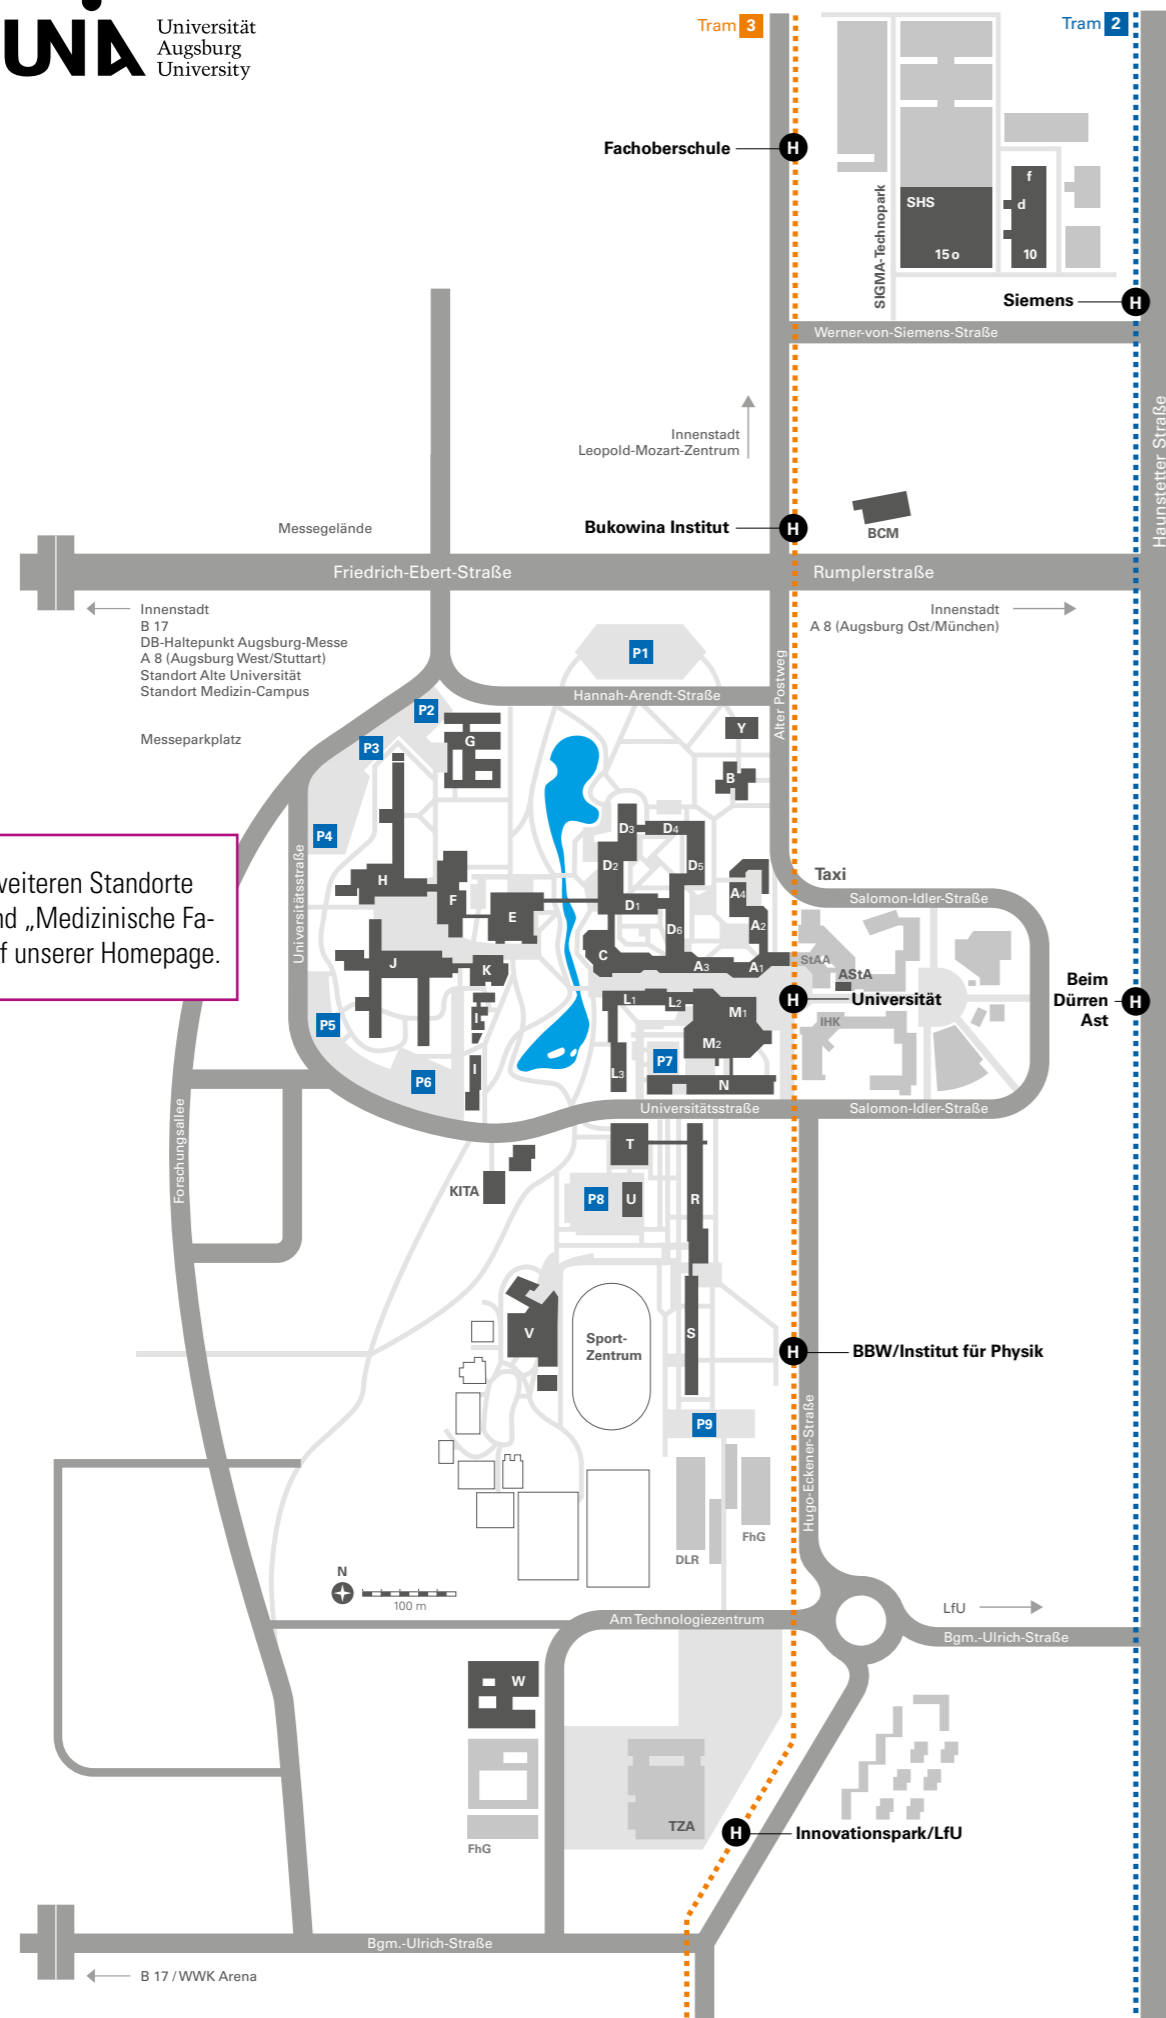 UNIA
Universität
Augsburg
University
Tram 3
Tram 2
Fachoberschule
H
SIGMA-Technopark
SHS
15 o
f
d
10
Siemens
H
Werner-von-Siemens-Straße
Haunstetter Straße
Innenstadt
Leopold-Mozart-Zentrum
Bukowina Institut
H
BCM
Messegelände
Friedrich-Ebert-Straße
Rumplerstraße
Innenstadt
B 17
DB-Haltepunkt Augsburg-Messe
A 8 (Augsburg West/Stuttart)
Standort Alte Universität
Standort Medizin-Campus
Messeparkplatz
Innenstadt
A 8 (Augsburg Ost/München)
P1
Hannah-Arendt-Straße
Alter Postweg
P2
P3
G
Y
B
P4
Universitätsstraße
D3
D4
D2
D5
D1
D6
H
F
E
A4
A2
Taxi
Salomon-Idler-Straße
weiteren Standorte
nd „Medizinische Fa-
f unserer Homepage.
J
K
C
A3
A1
StAA
AStA
H
Universität
IHK
Beim
Dürren
Ast
H
L1
L2
M1
M2
I
I
P5
P6
L3
P7
N
Universitätsstraße
Salomon-Idler-Straße
Forschungsallee
T
KITA
P8
U
R
V
Sport-
Zentrum
S
H
BBW/Institut für Physik
P9
Hugo-Eckener-Straße
DLR
FhG
N
100 m
Am Technologiezentrum
LfU
Bgm.-Ulrich-Straße
W
FhG
TZA
H
Innovationspark/LfU
Bgm.-Ulrich-Straße
B 17 / WWK Arena